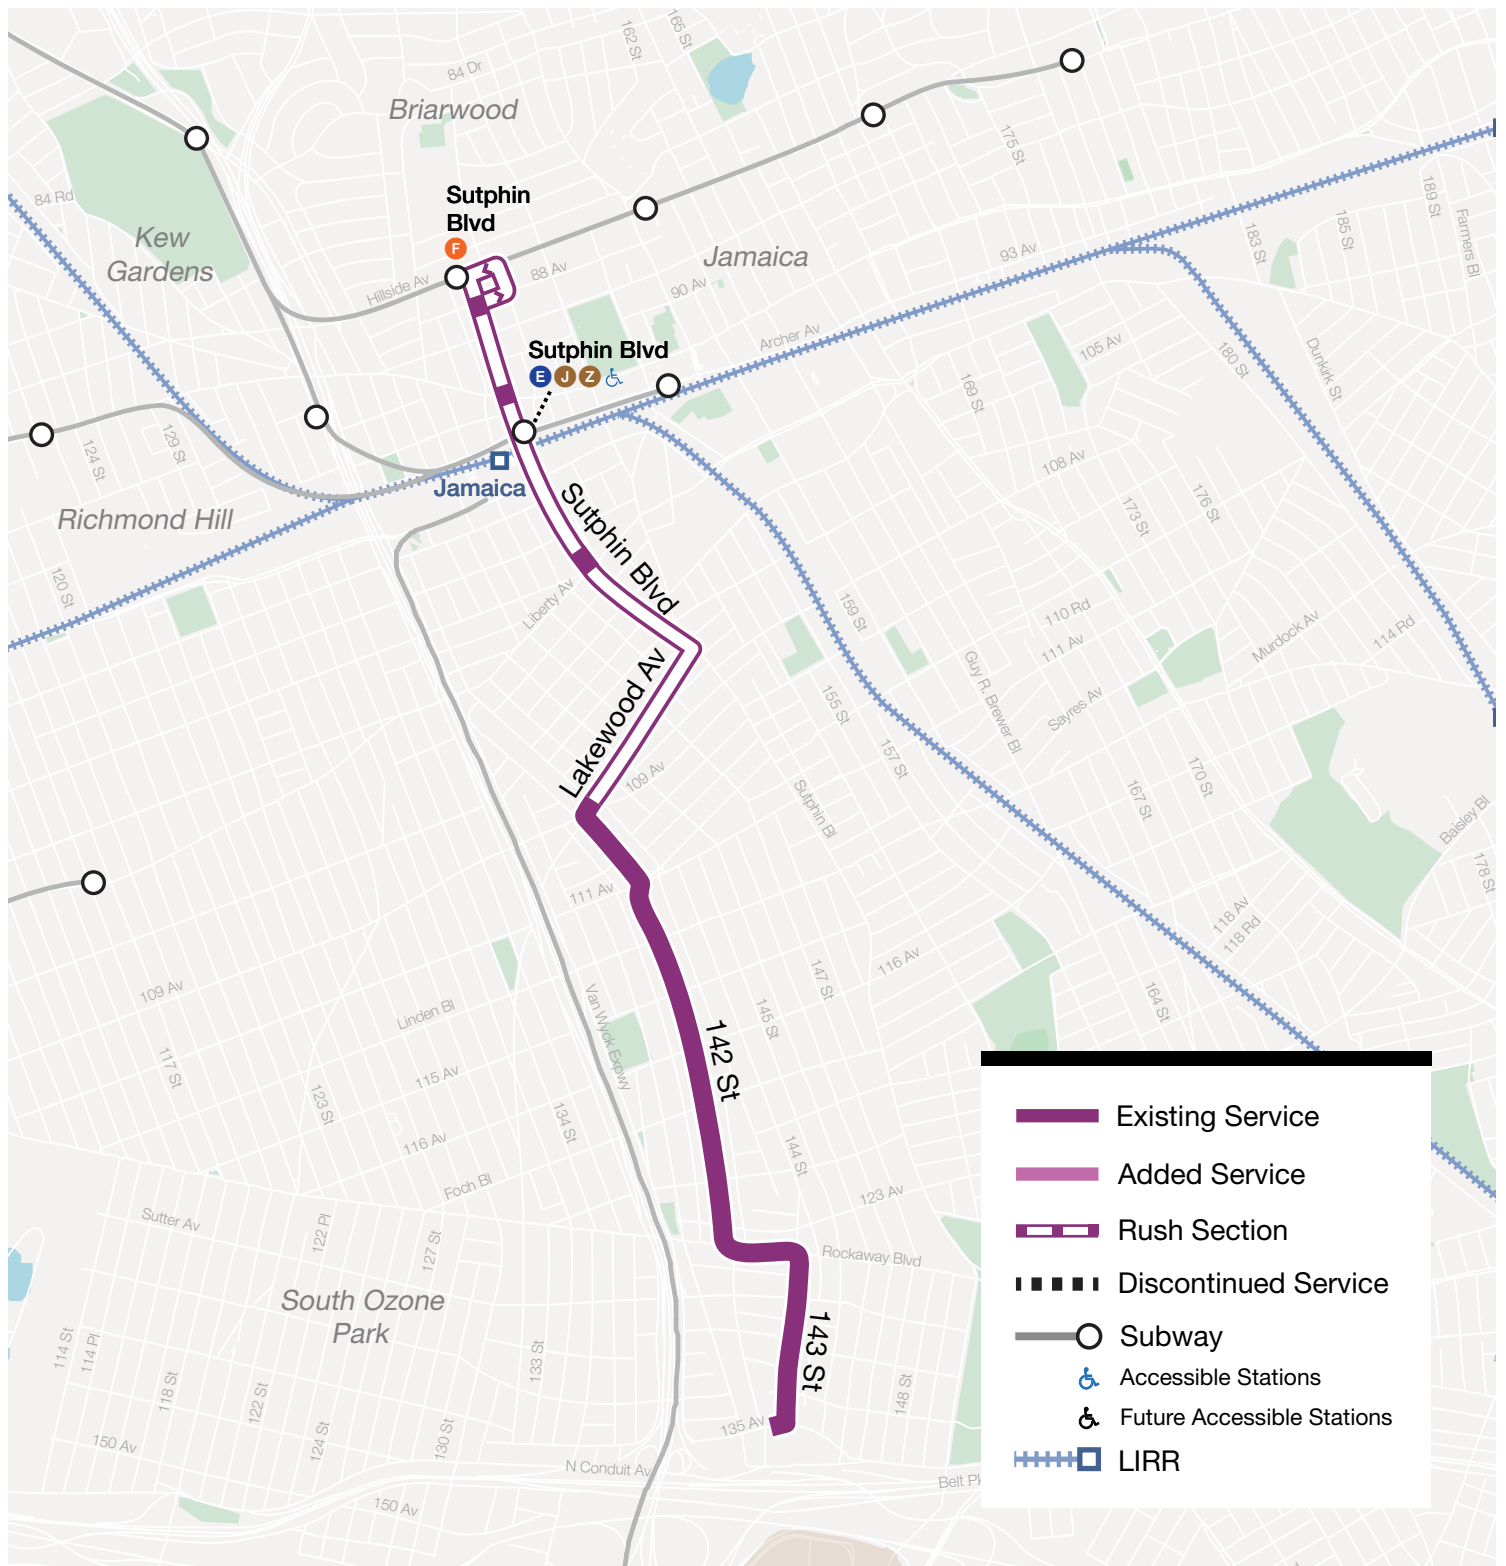 162 St
165 St
84 Dr
Briarwood
175 St
84 Rd
Sutphin
Blvd
F
189 St
185 St
183 St
Farmers Bl
Kew
Gardens
Jamaica
Hillside Av
88 Av
93 Av
90 Av
Archer Av
105 Av
180 St
Dunkirk St
Sutphin Blvd
E J Z
169 St
124 St
129 St
108 Av
Jamaica
Sutphin Blvd
173 St
176 St
Richmond Hill
120 St
Liberty Av
159 St
110 Rd
111 Av
Murdock Av
114 Rd
Guy R. Brewer Bl
Sayres Av
Lakewood Av
155 St
157 St
109 Av
Sutphin Bl
167 St
170 St
Baisley Bl
178 St
111 Av
118 Av
118 Rd
116 Av
147 St
145 St
164 St
109 Av
Linden Bl
Van Wyck Expwy
142 St
117 St
123 St
115 Av
134 St
116 Av
144 St
Foch Bl
123 Av
Sutter Av
122 Pl
127 St
Rockaway Blvd
South Ozone
Park
143 St
114 St
114 Pl
133 St
118 St
122 St
148 St
124 St
130 St
135 Av
150 Av
N Conduit Av
Belt Pk
150 Av
Existing Service
Added Service
Rush Section
Discontinued Service
Subway
Accessible Stations
Future Accessible Stations
LIRR